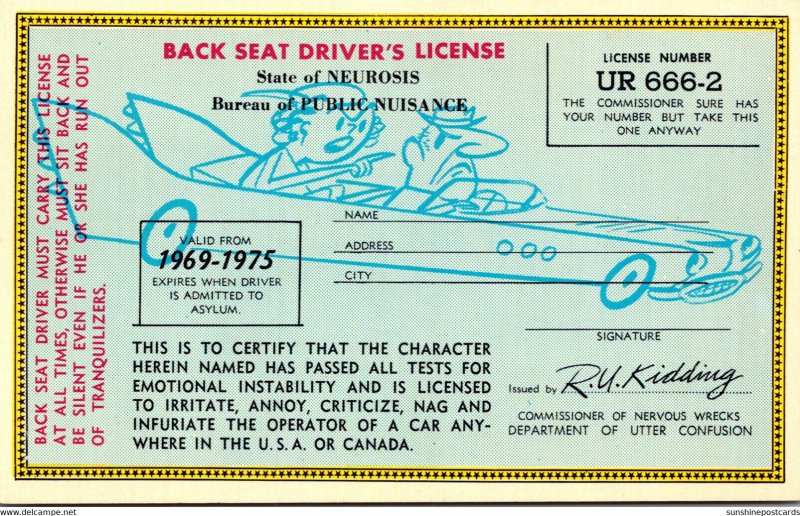 BACK SEAT DRIVER MUST CARRY THIS LICENSE
AT ALL TIMES, OTHERWISE MUST SIT BACK AND
BE SILENT EVEN IF HE OR SHE HAS RUN OUT
OF TRANQUILIZERS.
BACK SEAT DRIVER'S LICENSE
State of NEUROSIS
Bureau of PUBLIC NUISANCE
LICENSE NUMBER
UR 666-2
THE COMMISSIONER SURE HAS
YOUR NUMBER BUT TAKE THIS
ONE ANYWAY
NAME
ADDRESS
CITY
VALID FROM
1969-1975
EXPIRES WHEN DRIVER
IS ADMITTED TO
ASYLUM.
SIGNATURE
THIS IS TO CERTIFY THAT THE CHARACTER
HEREIN NAMED HAS PASSED ALL TESTS FOR
EMOTIONAL INSTABILITY AND IS LICENSED
TO IRRITATE, ANNOY, CRITICIZE, NAG AND
INFURIATE THE OPERATOR OF A CAR ANY-
WHERE IN THE U.S.A. OR CANADA.
Issued by R.U.Kidding
COMMISSIONER OF NERVOUS WRECKS
DEPARTMENT OF UTTER CONFUSION
sunshinepostcards
sunshinepostcards